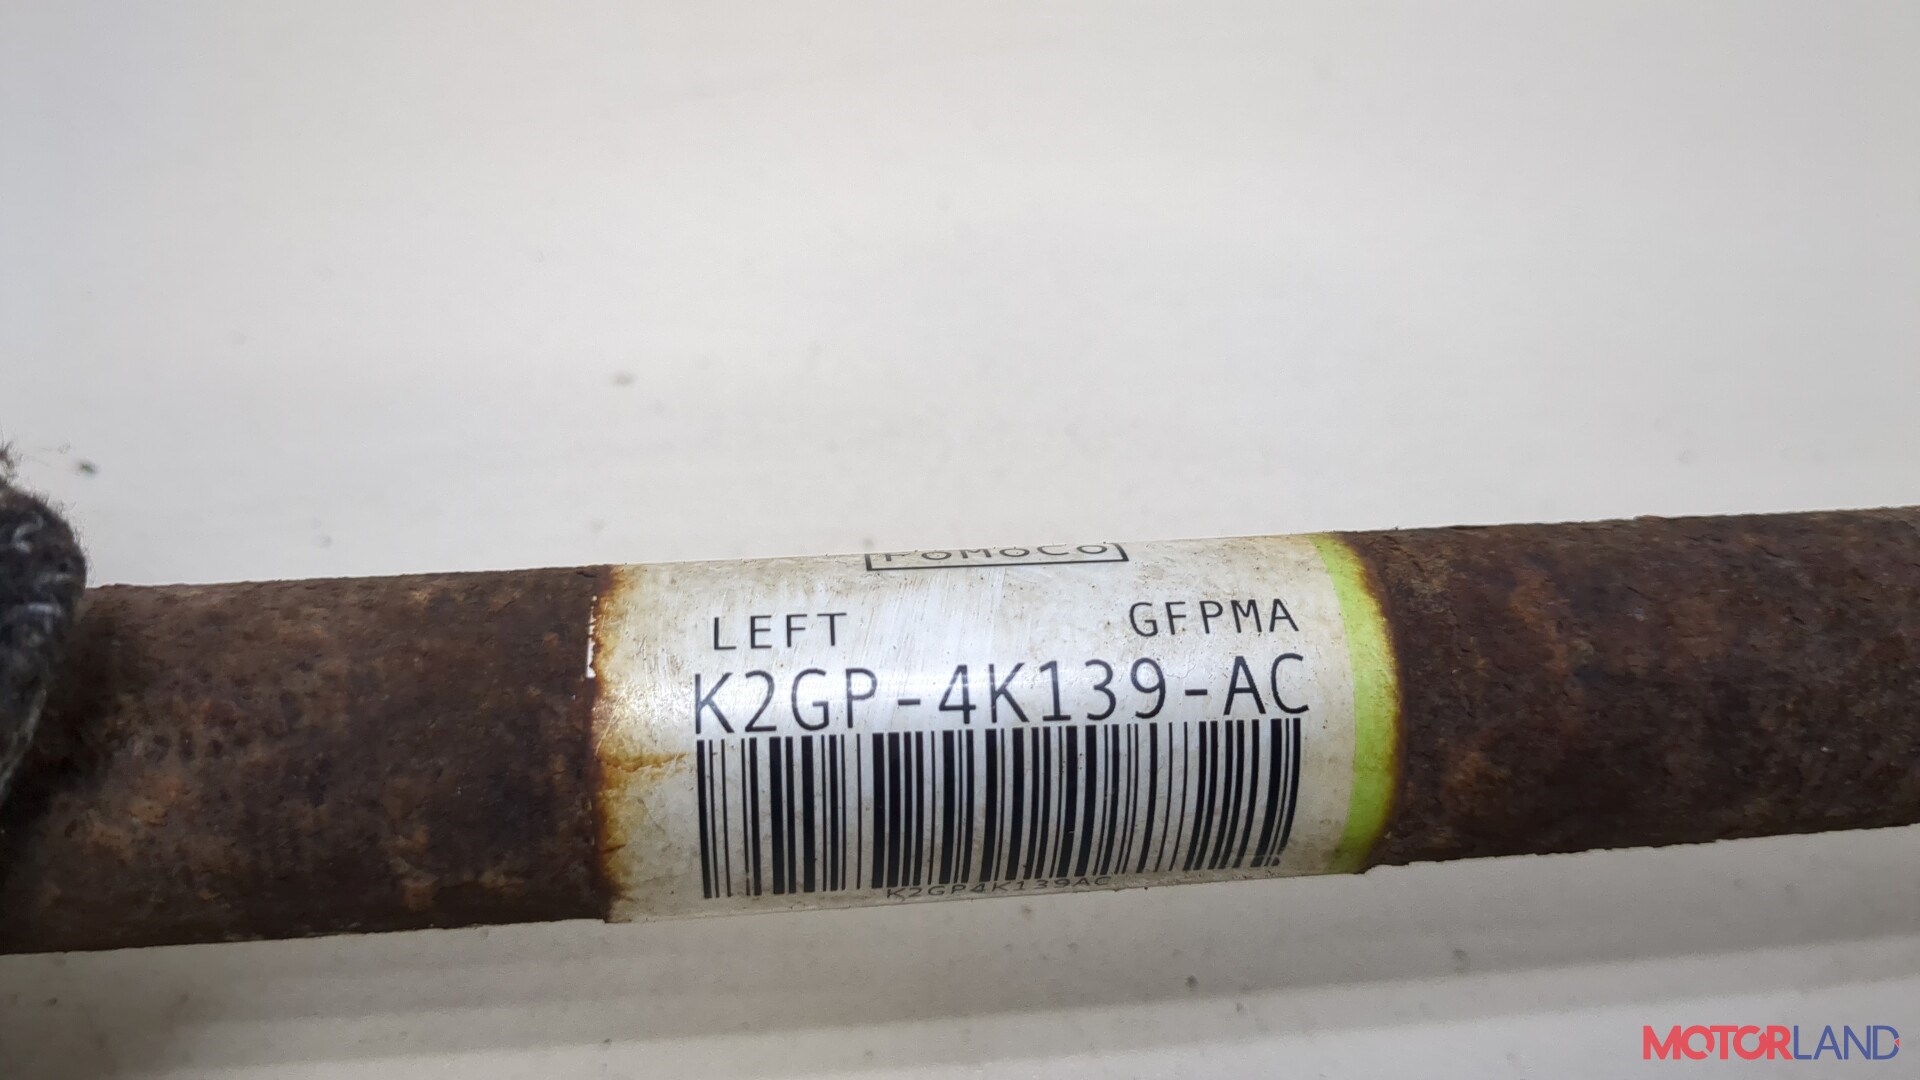 FoMoCo
LEFT GFPMA
K2GP-4K139-AC
K2GP4K139AC
MOTORLAND